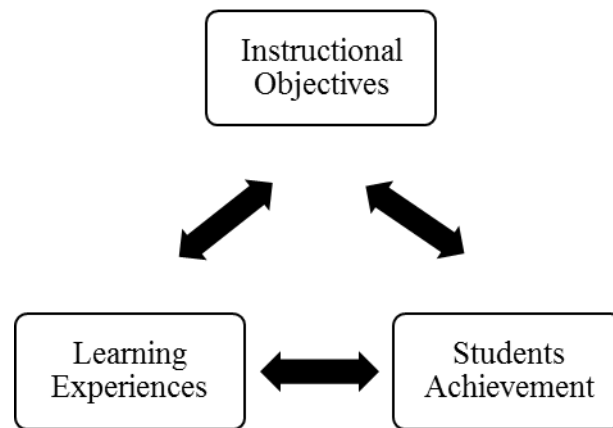 Instructional
Objectives
Learning
Experiences
Students
Achievement